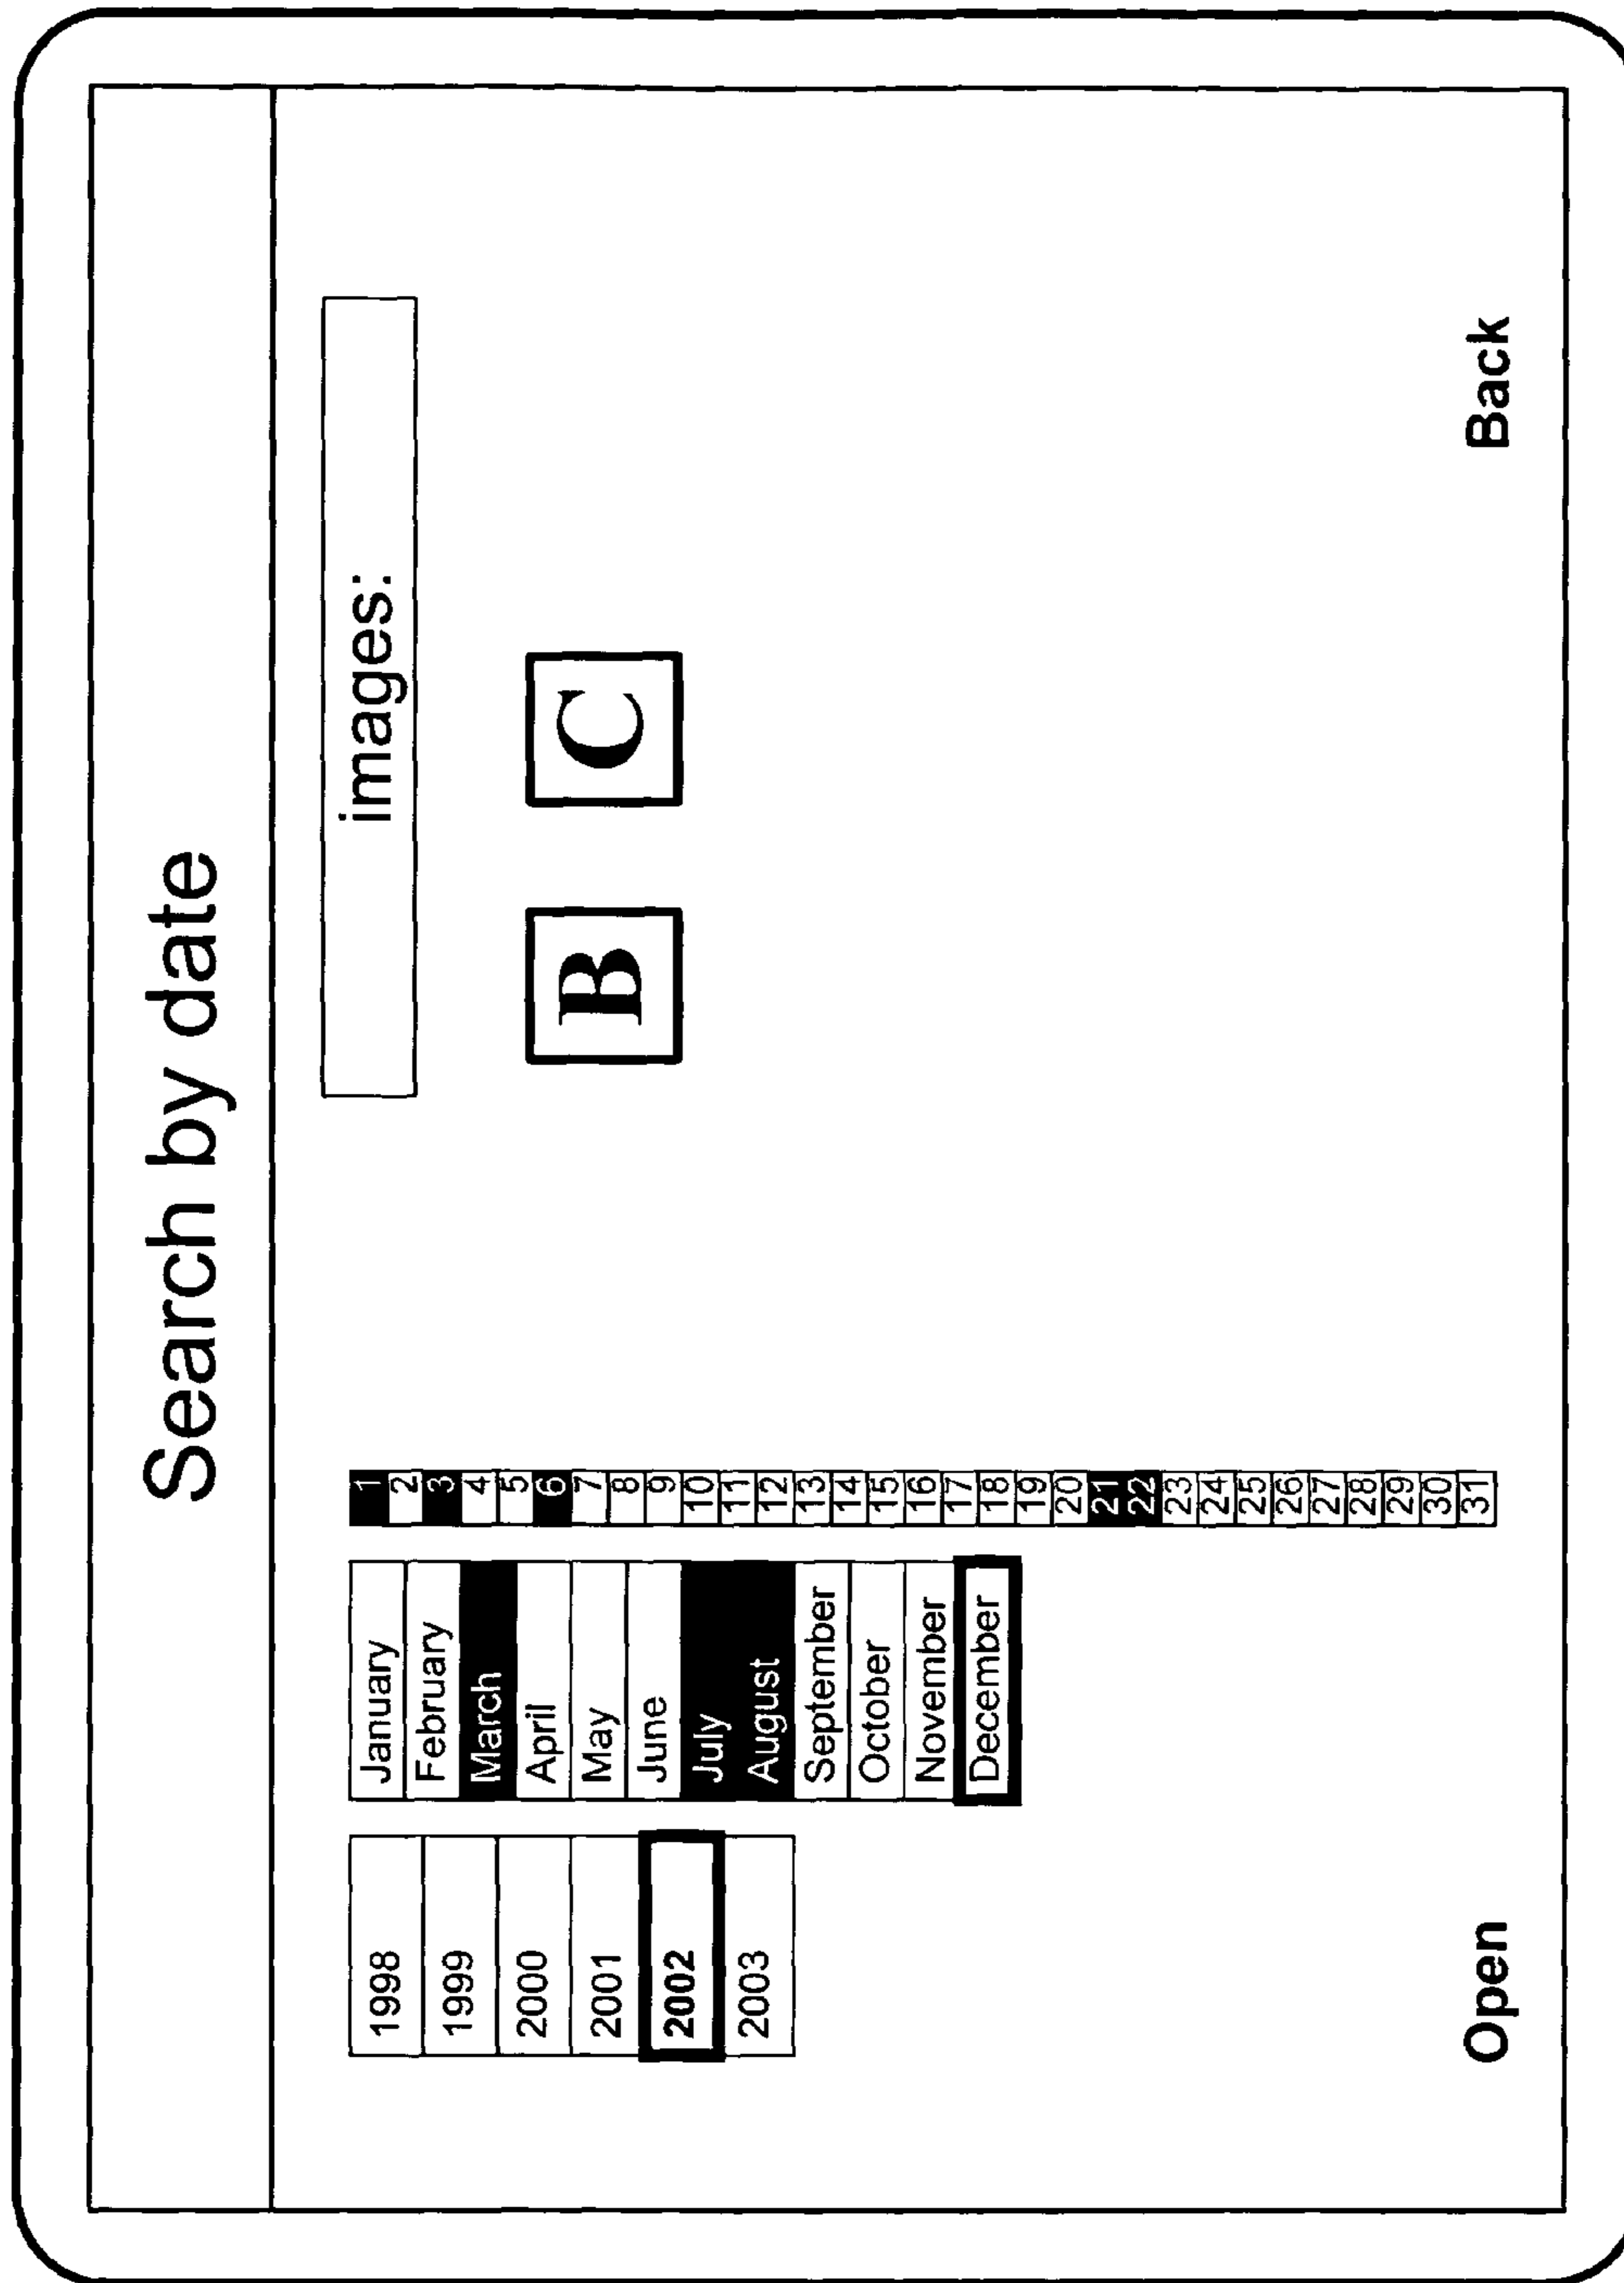 Search by date
1998
1999
2000
2001
2002
2003
January
February
March
April
May
June
July
August
September
October
November
December
1
2
3
4
5
6
7
8
9
10
11
12
13
14
15
16
17
18
19
20
21
22
23
24
25
26
27
28
29
30
31
images:
B C
Open Back